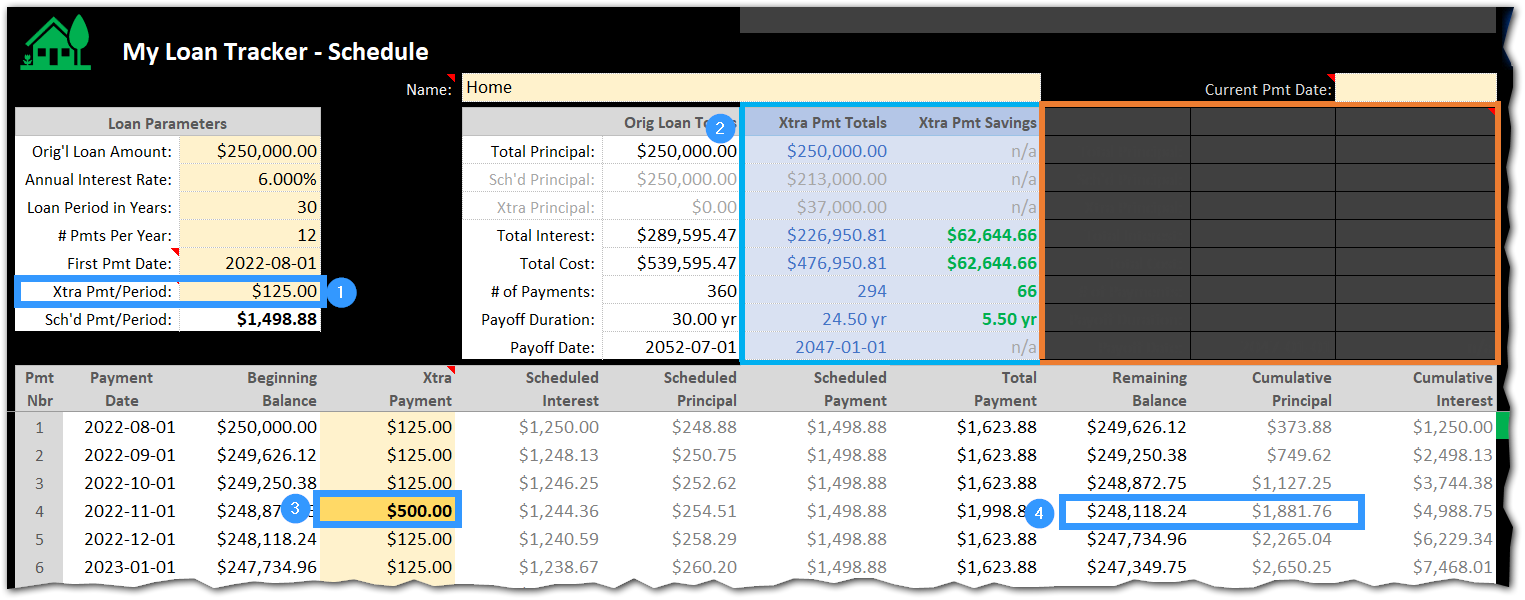 My Loan Tracker - Schedule
Name: Home Current Pmt Date:
Loan Parameters
Orig'l Loan Amount: $250,000.00
Annual Interest Rate: 6.000%
Loan Period in Years: 30
# Pmts Per Year: 12
First Pmt Date: 2022-08-01
Xtra Pmt/Period: $125.00 1
Sch'd Pmt/Period: $1,498.88
Orig Loan 2 Xtra Pmt Totals Xtra Pmt Savings
Total Principal: $250,000.00 $250,000.00 n/a
Sch'd Principal: $250,000.00 $213,000.00 n/a
Xtra Principal: $0.00 $37,000.00 n/a
Total Interest: $289,595.47 $226,950.81 $62,644.66
Total Cost: $539,595.47 $476,950.81 $62,644.66
# of Payments: 360 294 66
Payoff Duration: 30.00 yr 24.50 yr 5.50 yr
Payoff Date: 2052-07-01 2047-01-01 n/a
Pmt Payment Beginning Xtra Scheduled Scheduled Scheduled Total Remaining Cumulative Cumulative
Nbr Date Balance Payment Interest Principal Payment Payment Balance Principal Interest
1 2022-08-01 $250,000.00 $125.00 $1,250.00 $248.88 $1,498.88 $1,623.88 $249,626.12 $373.88 $1,250.00
2 2022-09-01 $249,626.12 $125.00 $1,248.13 $250.75 $1,498.88 $1,623.88 $249,250.38 $749.62 $2,498.13
3 2022-10-01 $249,250.38 $125.00 $1,246.25 $252.62 $1,498.88 $1,623.88 $248,872.75 $1,127.25 $3,744.38
4 2022-11-01 3 $500.00 $1,244.36 $254.51 $1,498.88 4 $248,118.24 $1,881.76 $4,988.75
5 2022-12-01 $248,118.24 $125.00 $1,240.59 $258.29 $1,498.88 $1,623.88 $247,734.96 $2,265.04 $6,229.34
6 2023-01-01 $247,734.96 $125.00 $1,238.67 $260.20 $1,498.88 $1,623.88 $247,349.75 $2,650.25 $7,468.01